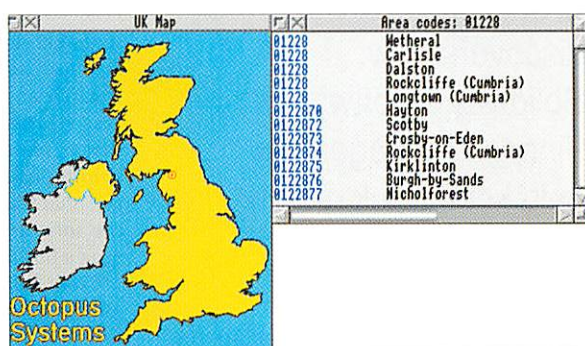 UK Map
Octopus
Systems
Area codes: 01228
01228 Wetheral
01228 Carlisle
01228 Dalston
01228 Rockcliffe (Cumbria)
01228 Longtown (Cumbria)
0122870 Hayton
0122872 Scotby
0122873 Crosby-on-Eden
0122874 Rockcliffe (Cumbria)
0122875 Kirklinton
0122876 Burgh-by-Sands
0122877 Nicholforest